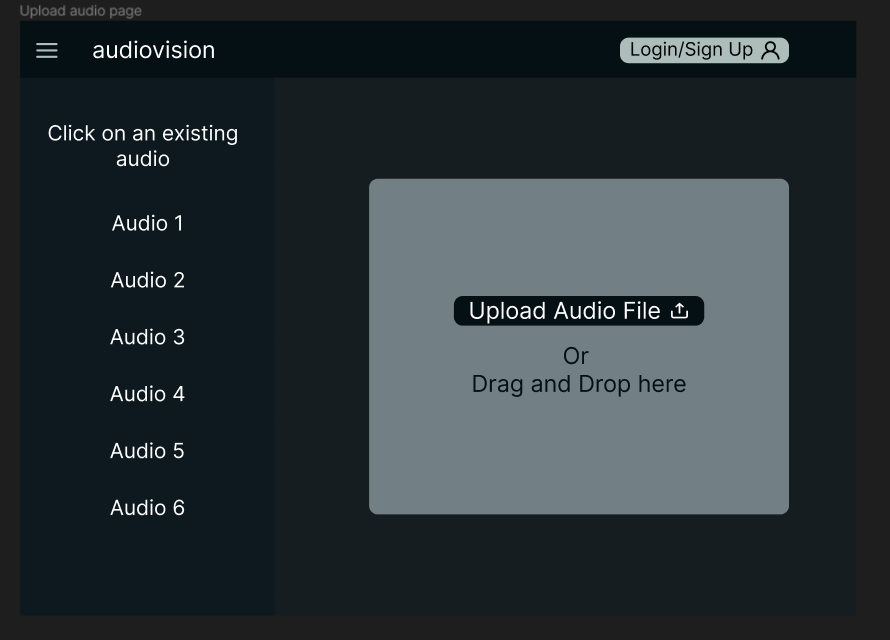 Upload audio page
audiovision
Login/Sign Up
Click on an existing
audio
Audio 1
Audio 2
Audio 3
Audio 4
Audio 5
Audio 6
Upload Audio File
Or
Drag and Drop here